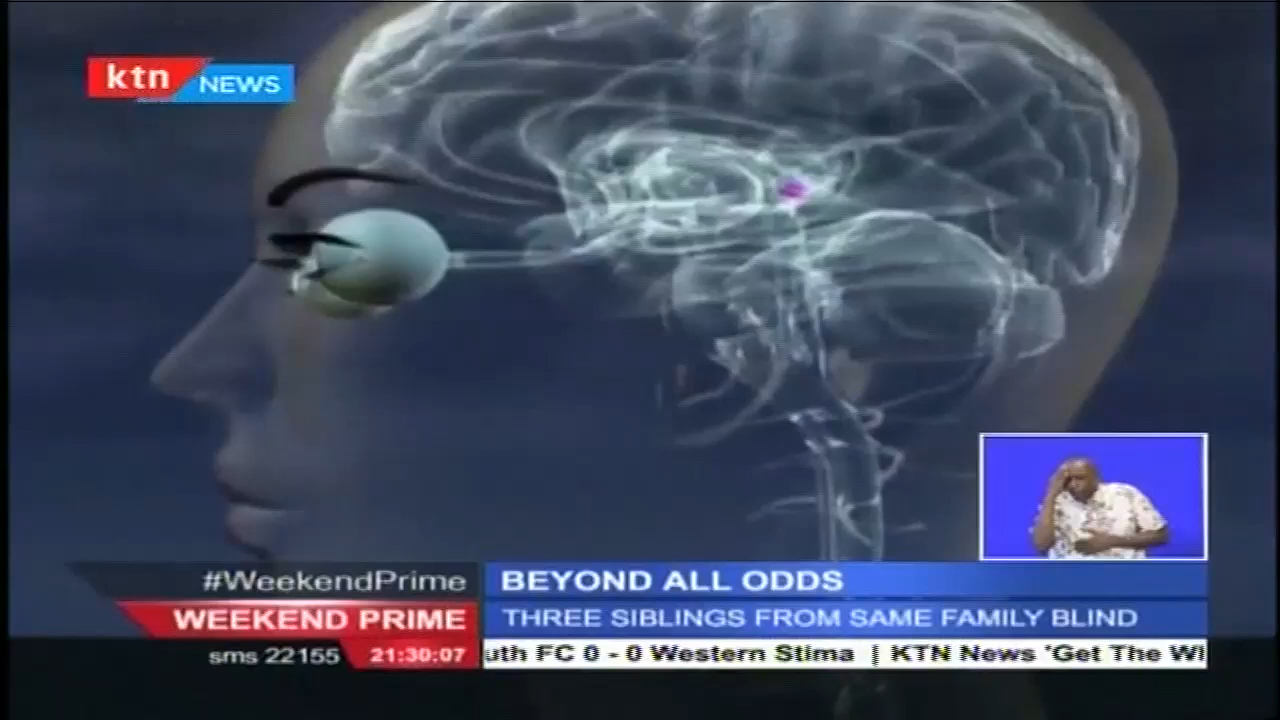 ktn NEWS
#WeekendPrime
BEYOND ALL ODDS
WEEKEND PRIME
THREE SIBLINGS FROM SAME FAMILY BLIND
sms 22155
21:30:07
uth FC 0 - 0 Western Stima | KTN News 'Get The Wi